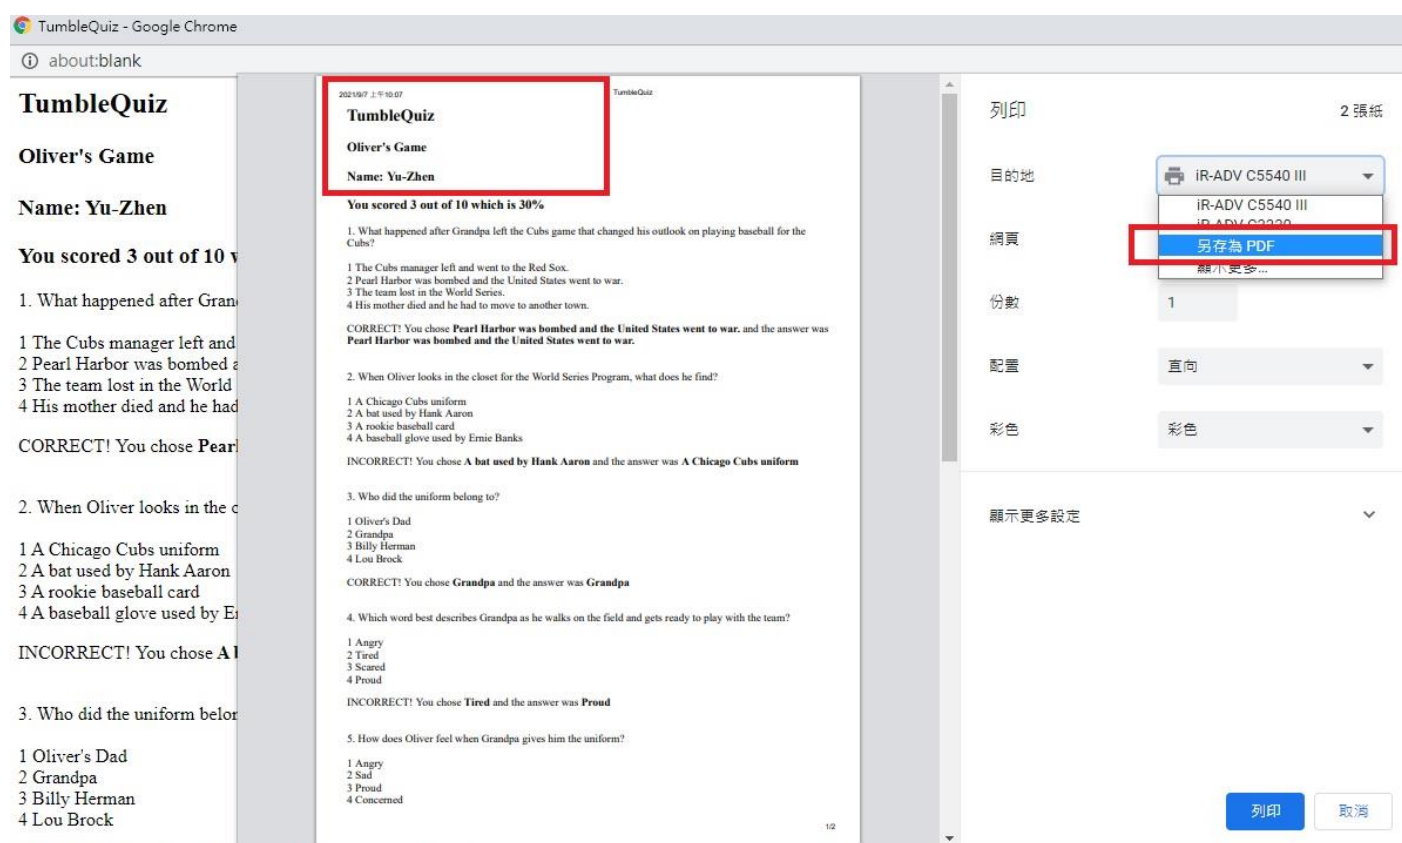 TumbleQuiz - Google Chrome
about:blank
TumbleQuiz
Oliver's Game
Name: Yu-Zhen
You scored 3 out of 10 w
1. What happened after Gran
1 The Cubs manager left and
2 Pearl Harbor was bombed a
3 The team lost in the World
4 His mother died and he had
CORRECT! You chose Pearl
2. When Oliver looks in the c
1 A Chicago Cubs uniform
2 A bat used by Hank Aaron
3 A rookie baseball card
4 A baseball glove used by Er
INCORRECT! You chose A b
3. Who did the uniform belon
1 Oliver's Dad
2 Grandpa
3 Billy Herman
4 Lou Brock
2021/9/7 上午10:07
TumbleQuiz
TumbleQuiz
Oliver's Game
Name: Yu-Zhen
You scored 3 out of 10 which is 30%
1. What happened after Grandpa left the Cubs game that changed his outlook on playing baseball for the
Cubs?
1 The Cubs manager left and went to the Red Sox.
2 Pearl Harbor was bombed and the United States went to war.
3 The team lost in the World Series.
4 His mother died and he had to move to another town.
CORRECT! You chose Pearl Harbor was bombed and the United States went to war. and the answer was
Pearl Harbor was bombed and the United States went to war.
2. When Oliver looks in the closet for the World Series Program, what does he find?
1 A Chicago Cubs uniform
2 A bat used by Hank Aaron
3 A rookie baseball card
4 A baseball glove used by Ernie Banks
INCORRECT! You chose A bat used by Hank Aaron and the answer was A Chicago Cubs uniform
3. Who did the uniform belong to?
1 Oliver's Dad
2 Grandpa
3 Billy Herman
4 Lou Brock
CORRECT! You chose Grandpa and the answer was Grandpa
4. Which word best describes Grandpa as he walks on the field and gets ready to play with the team?
1 Angry
2 Tired
3 Scared
4 Proud
INCORRECT! You chose Tired and the answer was Proud
5. How does Oliver feel when Grandpa gives him the uniform?
1 Angry
2 Sad
3 Proud
4 Concerned
1/2
列印
2 張紙
目的地
iR-ADV C5540 III
iR-ADV C5540 III
另存為 PDF
顯示更多...
網頁
份數
1
配置
直向
彩色
彩色
顯示更多設定
列印
取消